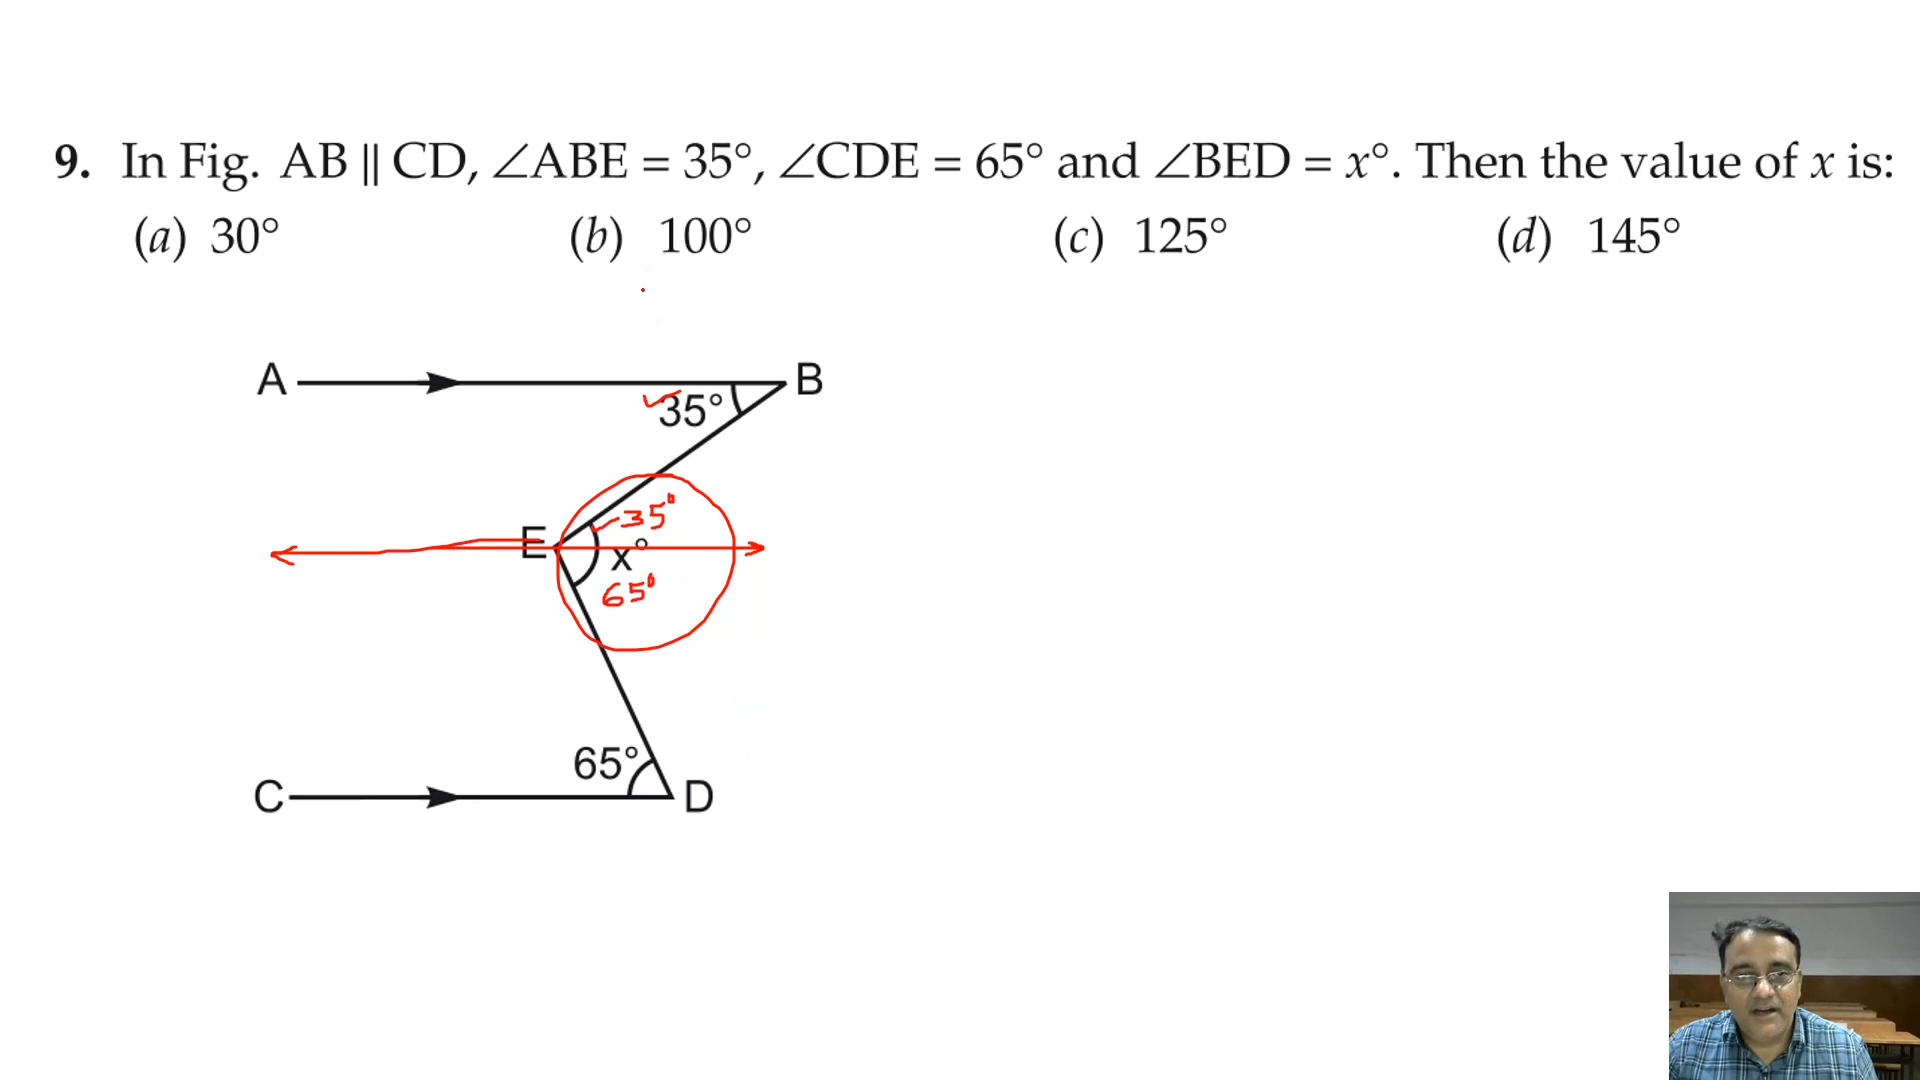 9. In Fig. AB || CD, ∠ABE = 35°, ∠CDE = 65° and ∠BED = x°. Then the value of x is:
(a) 30° (b) 100° (c) 125° (d) 145°
A B
35°
35°
E x°
65°
65°
C D